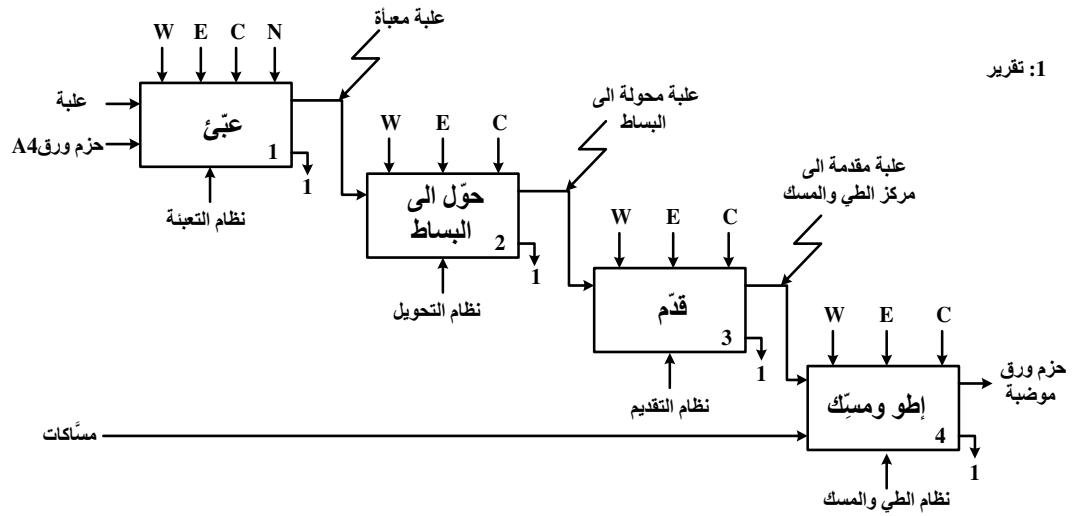 علبة معبأة
W E C N
1: تقرير
علبة
حزم ورق A4
عبّئ
1
1
نظام التعبئة
علبة محولة الى
البساط
W E C
حوّل الى
البساط
2
1
نظام التحويل
علبة مقدمة الى
مركز الطي والمسك
W E C
قدّم
3
1
نظام التقديم
W E C
حزم ورق
موضبة
إطو ومسِّك
4
1
مسَّاكات
نظام الطي والمسك